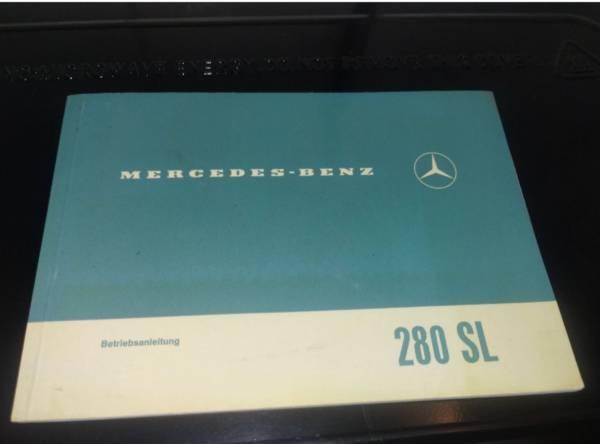 MERCEDES-BENZ
Betriebsanleitung
280 SL